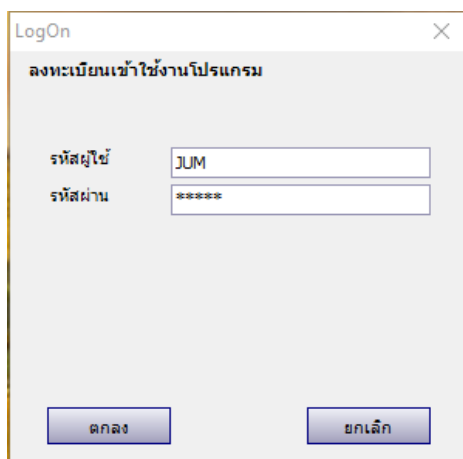 LogOn
ลงทะเบียนเข้าใช้งานโปรแกรม
รหัสผู้ใช้ JUM
รหัสผ่าน *****
ตกลง ยกเลิก